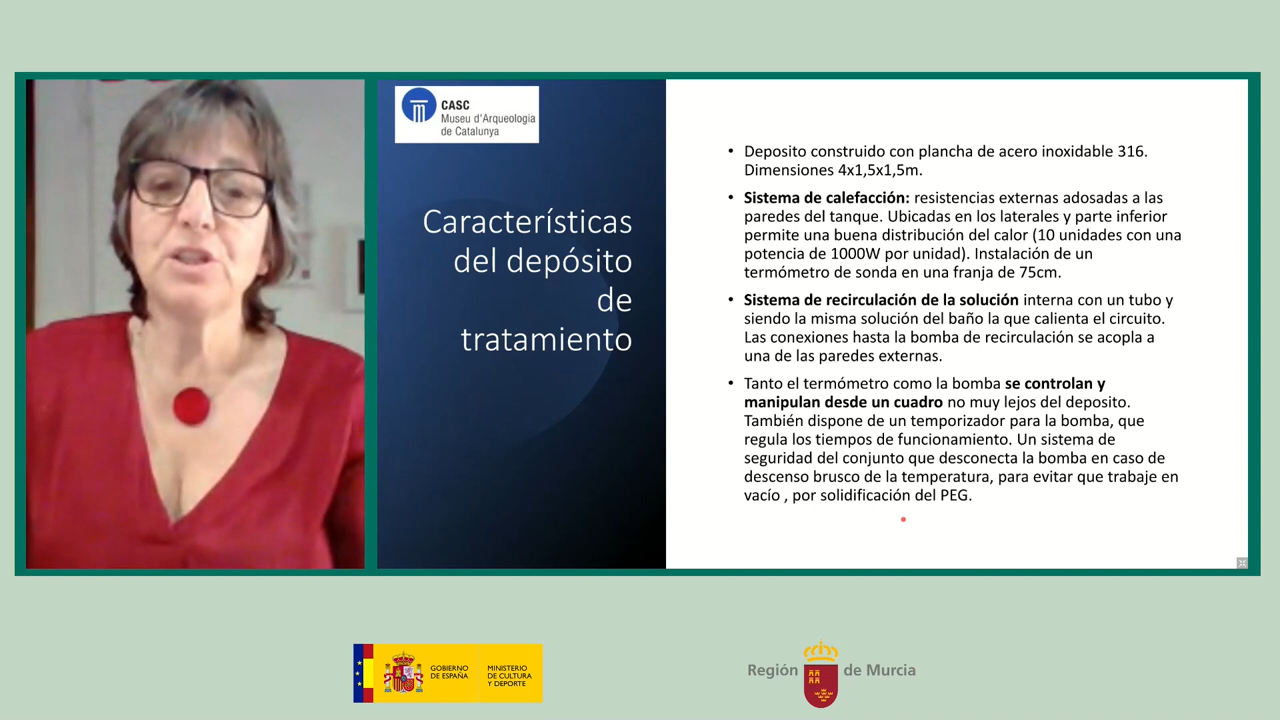 CASC
Museu d'Arqueologia
de Catalunya
Características
del depósito
de
tratamiento
• Deposito construido con plancha de acero inoxidable 316.
Dimensiones 4x1,5x1,5m.
• Sistema de calefacción: resistencias externas adosadas a las
paredes del tanque. Ubicadas en los laterales y parte inferior
permite una buena distribución del calor (10 unidades con una
potencia de 1000W por unidad). Instalación de un
termómetro de sonda en una franja de 75cm.
• Sistema de recirculación de la solución interna con un tubo y
siendo la misma solución del baño la que calienta el circuito.
Las conexiones hasta la bomba de recirculación se acopla a
una de las paredes externas.
• Tanto el termómetro como la bomba se controlan y
manipulan desde un cuadro no muy lejos del deposito.
También dispone de un temporizador para la bomba, que
regula los tiempos de funcionamiento. Un sistema de
seguridad del conjunto que desconecta la bomba en caso de
descenso brusco de la temperatura, para evitar que trabaje en
vacío , por solidificación del PEG.
GOBIERNO
DE ESPAÑA
MINISTERIO
DE CULTURA
Y DEPORTE
Región de Murcia